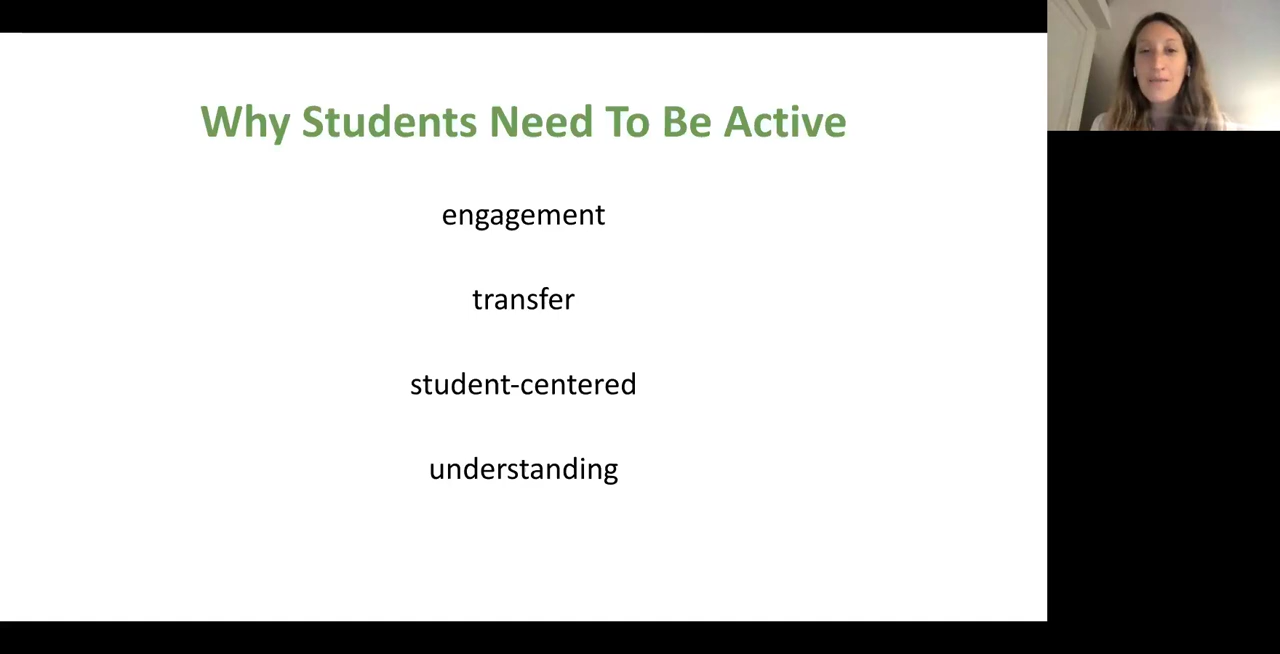 Why Students Need To Be Active
engagement
transfer
student-centered
understanding